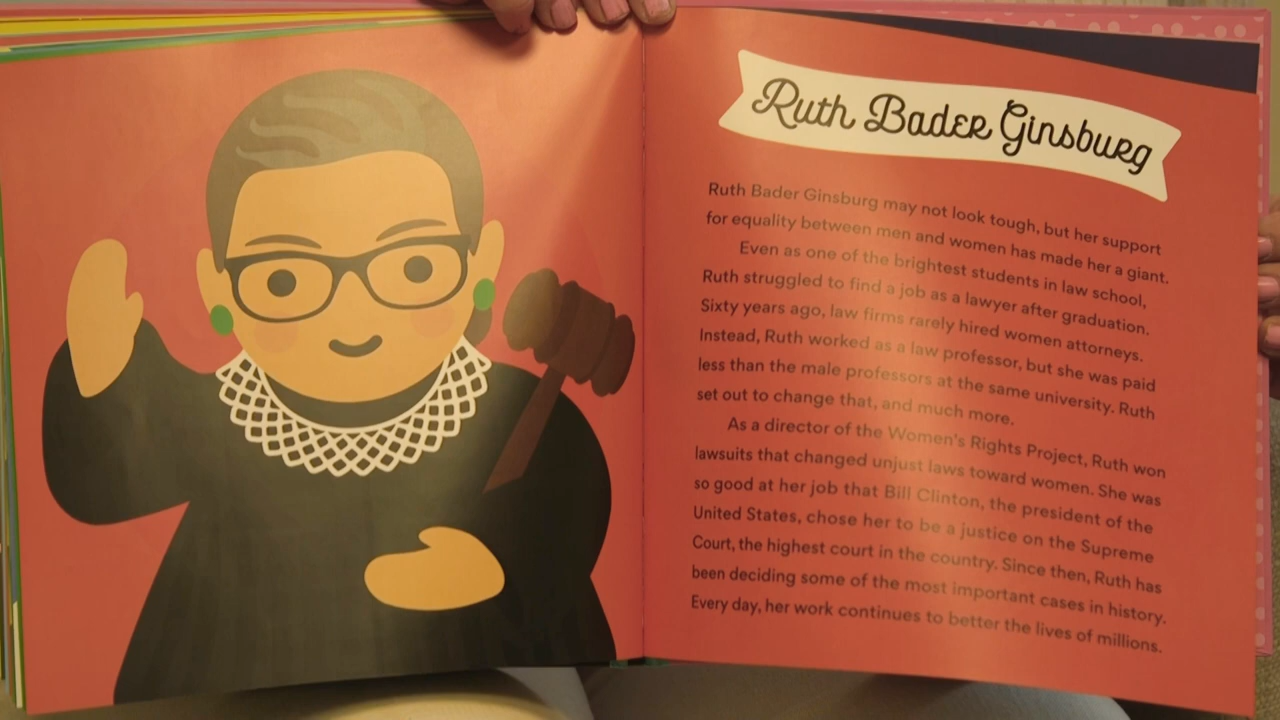 Ruth Bader Ginsburg
Ruth Bader Ginsburg may not look tough, but her support
for equality between men and women has made her a giant.
Even as one of the brightest students in law school,
Ruth struggled to find a job as a lawyer after graduation.
Sixty years ago, law firms rarely hired women attorneys.
Instead, Ruth worked as a law professor, but she was paid
less than the male professors at the same university. Ruth
set out to change that, and much more.
As a director of the Women's Rights Project, Ruth won
lawsuits that changed unjust laws toward women. She was
so good at her job that Bill Clinton, the president of the
United States, chose her to be a justice on the Supreme
Court, the highest court in the country. Since then, Ruth has
been deciding some of the most important cases in history.
Every day, her work continues to better the lives of millions.